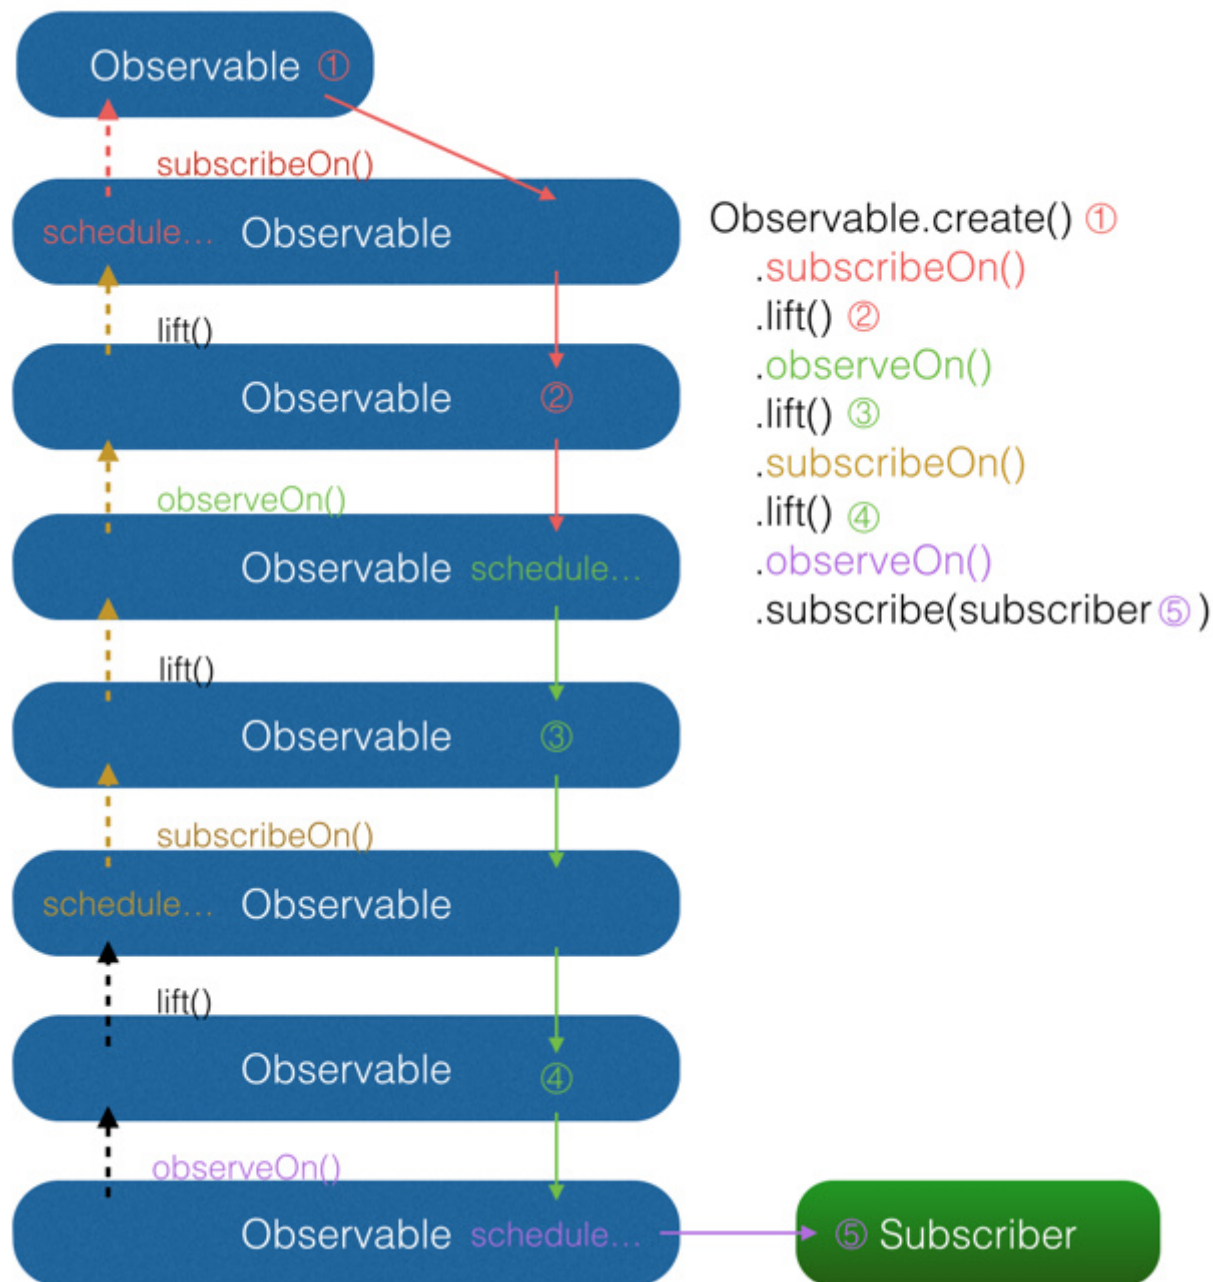 Observable ①
subscribeOn()
schedule... Observable
lift()
Observable ②
observeOn()
Observable schedule...
lift()
Observable ③
subscribeOn()
schedule... Observable
lift()
Observable ④
observeOn()
Observable schedule...
⑤ Subscriber
Observable.create() ①
.subscribeOn()
.lift() ②
.observeOn()
.lift() ③
.subscribeOn()
.lift() ④
.observeOn()
.subscribe(subscriber ⑤ )